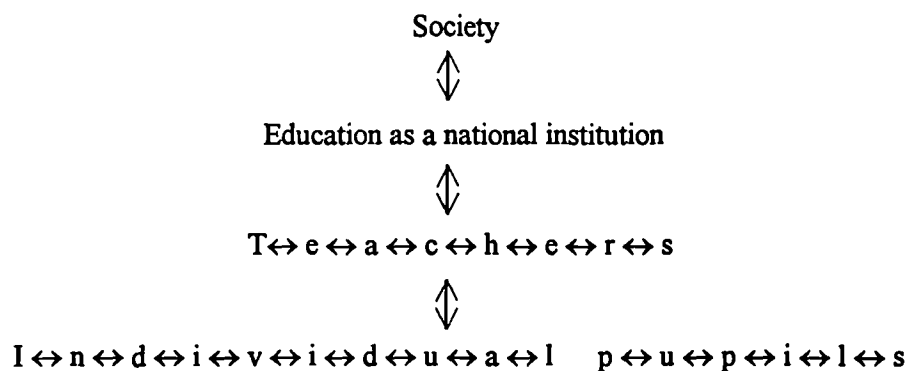 Society
⇕
Education as a national institution
⇕
T↔e↔a↔c↔h↔e↔r↔s
⇕
I↔n↔d↔i↔v↔i↔d↔u↔a↔l p↔u↔p↔i↔l↔s